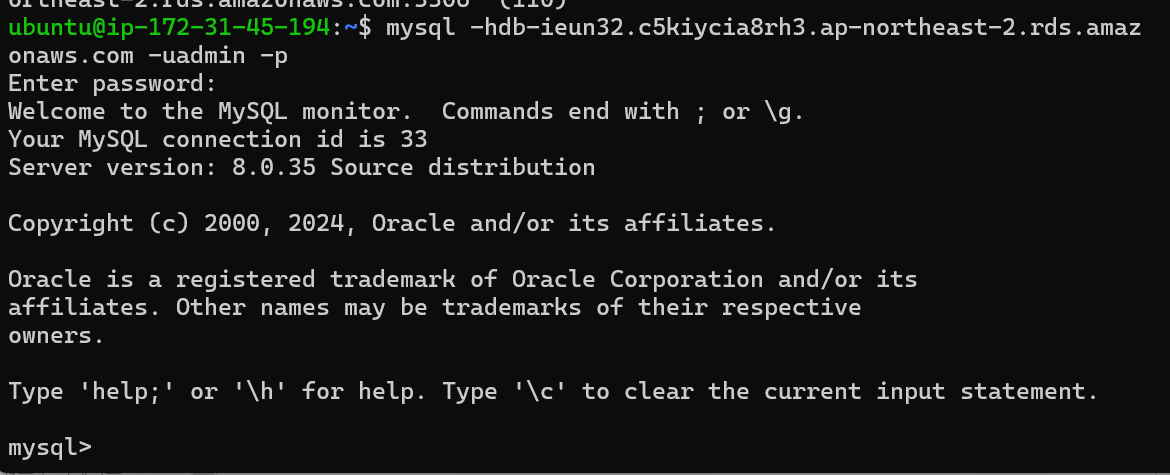 ortheast-2.rds.amazonaws.com:3306' (110)
ubuntu@ip-172-31-45-194:~$ mysql -hdb-ieun32.c5kiycia8rh3.ap-northeast-2.rds.amaz
onaws.com -uadmin -p
Enter password:
Welcome to the MySQL monitor.  Commands end with ; or \g.
Your MySQL connection id is 33
Server version: 8.0.35 Source distribution

Copyright (c) 2000, 2024, Oracle and/or its affiliates.

Oracle is a registered trademark of Oracle Corporation and/or its
affiliates. Other names may be trademarks of their respective
owners.

Type 'help;' or '\h' for help. Type '\c' to clear the current input statement.

mysql>